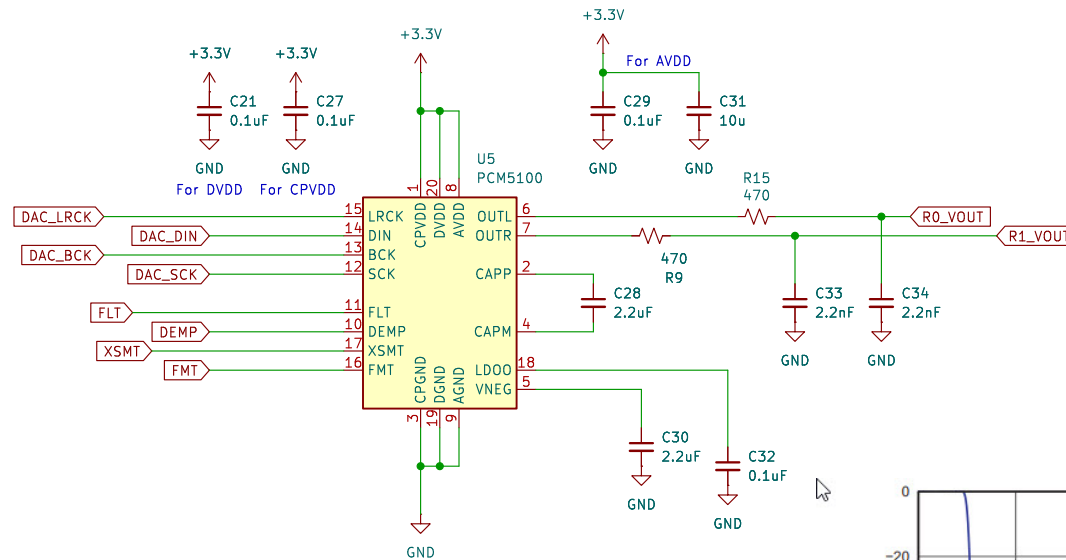 +3.3V
+3.3V
+3.3V
+3.3V
For AVDD
C21
0.1uF
C27
0.1uF
C29
0.1uF
C31
10u
GND
GND
GND
GND
For DVDD
For CPVDD
U5
PCM5100
1
20
8
CPVDD
DVDD
AVDD
R15
470
DAC_LRCK
15
LRCK
OUTL
6
R0_VOUT
DAC_DIN
14
DIN
OUTR
7
R1_VOUT
470
R9
DAC_BCK
13
BCK
DAC_SCK
12
SCK
CAPP
2
C28
2.2uF
C33
2.2nF
C34
2.2nF
FLT
11
FLT
DEMP
10
DEMP
CAPM
4
XSMT
17
XSMT
GND
GND
FMT
16
FMT
LDOO
18
VNEG
5
CPGND
DGND
AGND
3
19
9
C30
2.2uF
C32
0.1uF
GND
GND
GND
0
−20